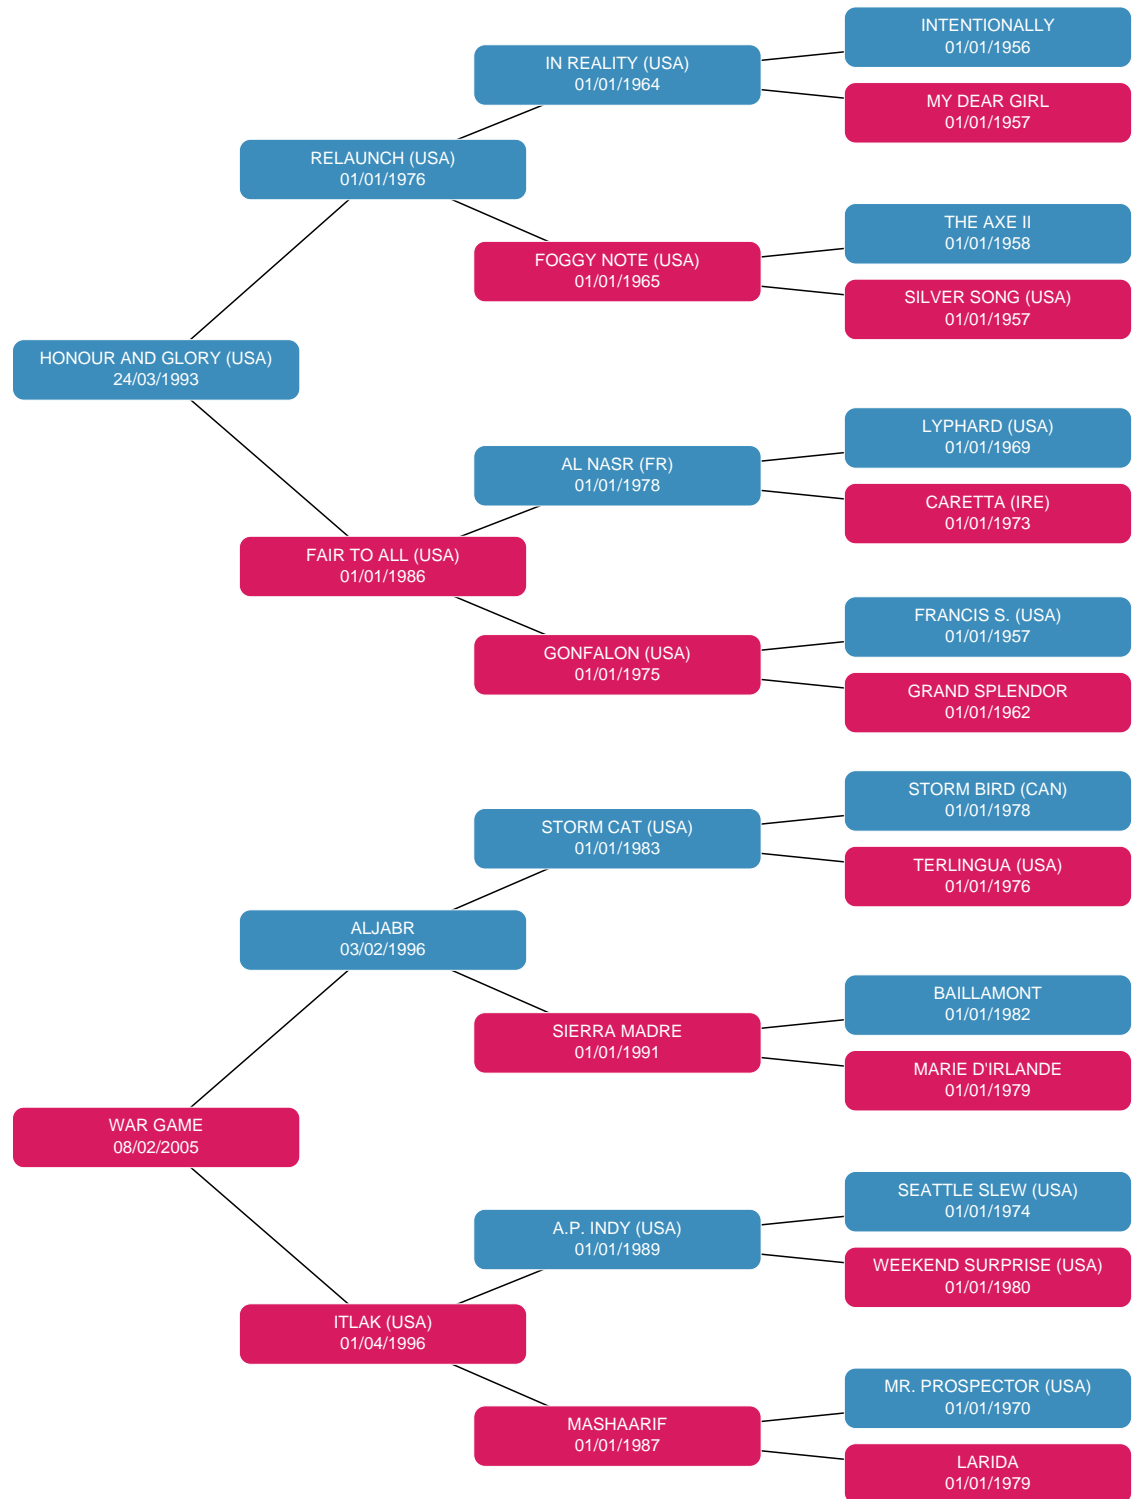 INTENTIONALLY
01/01/1956
IN REALITY (USA)
01/01/1964
MY DEAR GIRL
01/01/1957
RELAUNCH (USA)
01/01/1976
THE AXE II
01/01/1958
FOGGY NOTE (USA)
01/01/1965
SILVER SONG (USA)
01/01/1957
HONOUR AND GLORY (USA)
24/03/1993
LYPHARD (USA)
01/01/1969
AL NASR (FR)
01/01/1978
CARETTA (IRE)
01/01/1973
FAIR TO ALL (USA)
01/01/1986
FRANCIS S. (USA)
01/01/1957
GONFALON (USA)
01/01/1975
GRAND SPLENDOR
01/01/1962
STORM BIRD (CAN)
01/01/1978
STORM CAT (USA)
01/01/1983
TERLINGUA (USA)
01/01/1976
ALJABR
03/02/1996
BAILLAMONT
01/01/1982
SIERRA MADRE
01/01/1991
MARIE D'IRLANDE
01/01/1979
WAR GAME
08/02/2005
SEATTLE SLEW (USA)
01/01/1974
A.P. INDY (USA)
01/01/1989
WEEKEND SURPRISE (USA)
01/01/1980
ITLAK (USA)
01/04/1996
MR. PROSPECTOR (USA)
01/01/1970
MASHAARIF
01/01/1987
LARIDA
01/01/1979